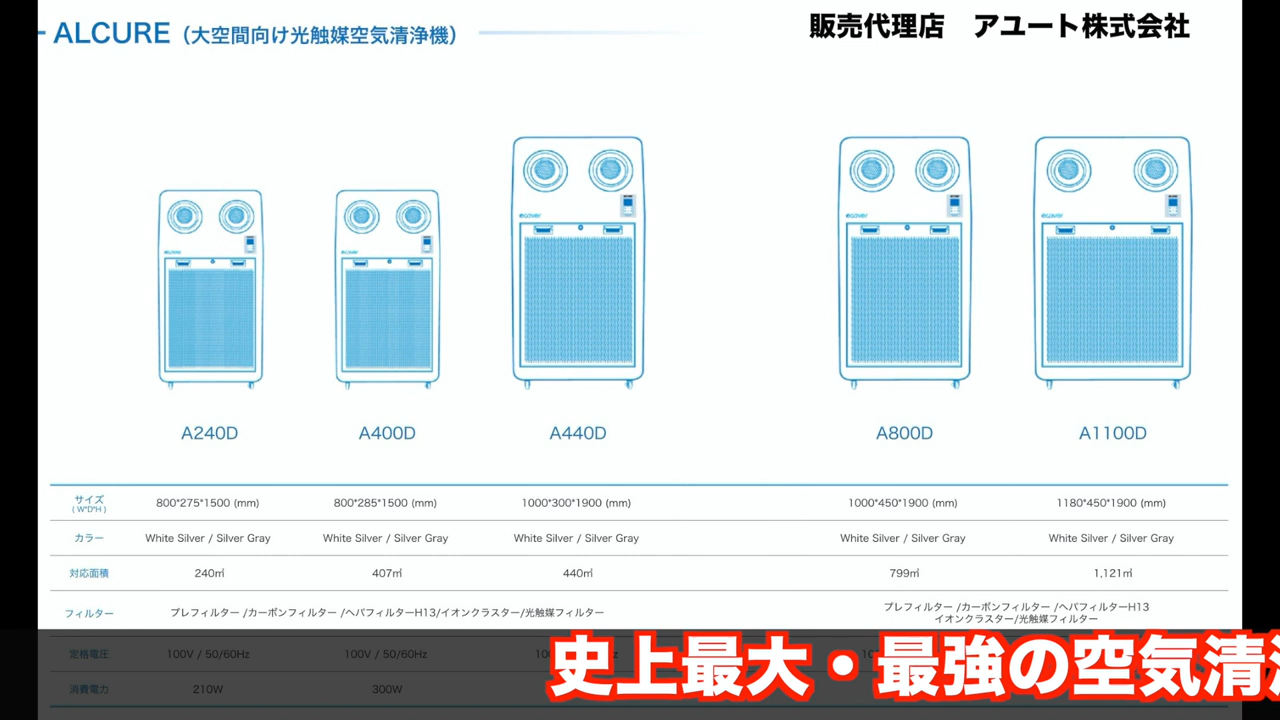 ALCURE（大空間向け光触媒空気清浄機）
販売代理店　アユート株式会社
A240D A400D A440D A800D A1100D
サイズ 800*275*1500 (mm) 800*285*1500 (mm) 1000*300*1900 (mm) 1000*450*1900 (mm) 1180*450*1900 (mm)
( W*D*H )
カラー White Silver / Silver Gray White Silver / Silver Gray White Silver / Silver Gray White Silver / Silver Gray White Silver / Silver Gray
対応面積 240㎡ 407㎡ 440㎡ 799㎡ 1,121㎡
フィルター プレフィルター /カーボンフィルター /ヘパフィルターH13/イオンクラスター/光触媒フィルター プレフィルター /カーボンフィルター /ヘパフィルターH13
イオンクラスター/光触媒フィルター
定格電圧 100V / 50/60Hz 100V / 50/60Hz
消費電力 210W 300W
史上最大・最強の空気清